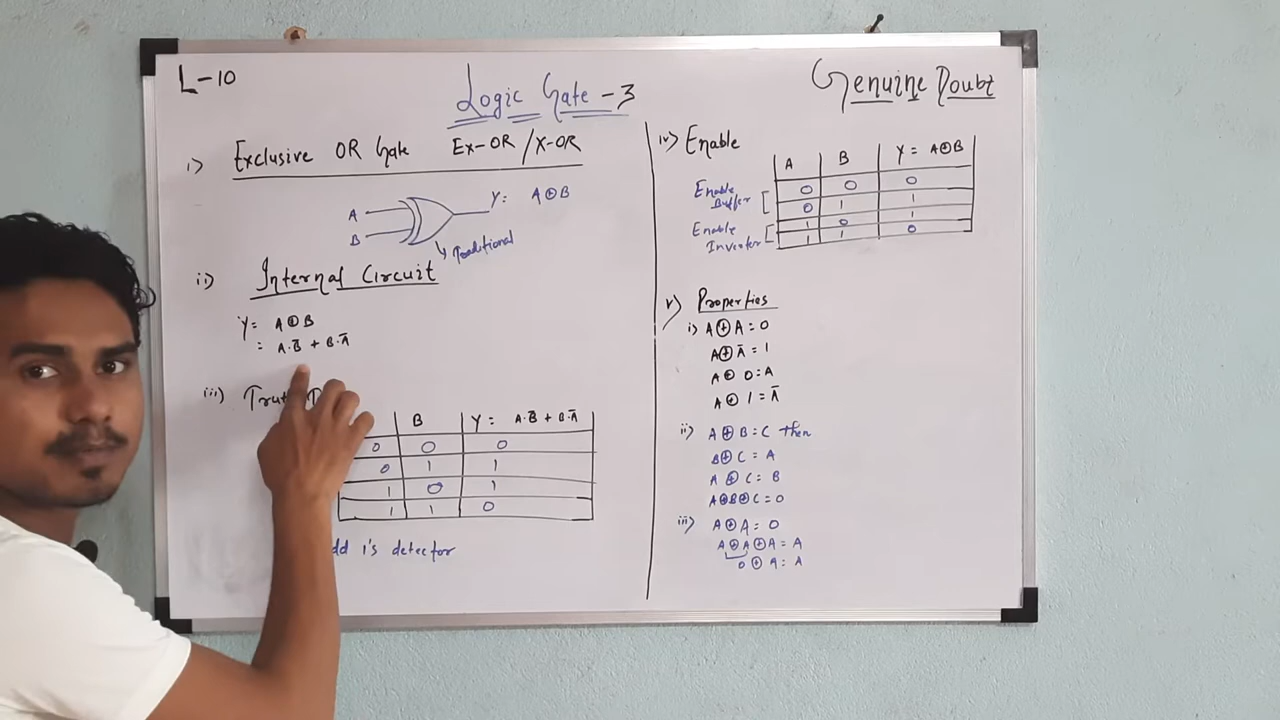 L-10
Logic Gate - 3
Genuine Doubt
i) Exclusive OR Gate Ex-OR / X-OR
A
B
Y: A⊕B
Traditional
ii) Internal Circuit
Y= A⊕B
= A.B̅ + B.A̅
iii)
B Y= A.B̅ + B.A̅
0 0 0
0 1 1
1 0 1
1 1 0
1's detector
iv) Enable
A B Y= A⊕B
Enable Buffer
0 0 0
0 1 1
Enable Inventer
1 0 1
1 1 0
v) Properties
i) A⊕A=0
A⊕A̅=1
A⊕0=A
A⊕1=A̅
ii) A⊕B=C then
B⊕C=A
A⊕C=B
A⊕B⊕C=0
iii) A⊕A=0
A⊕A⊕A=A
0⊕A=A